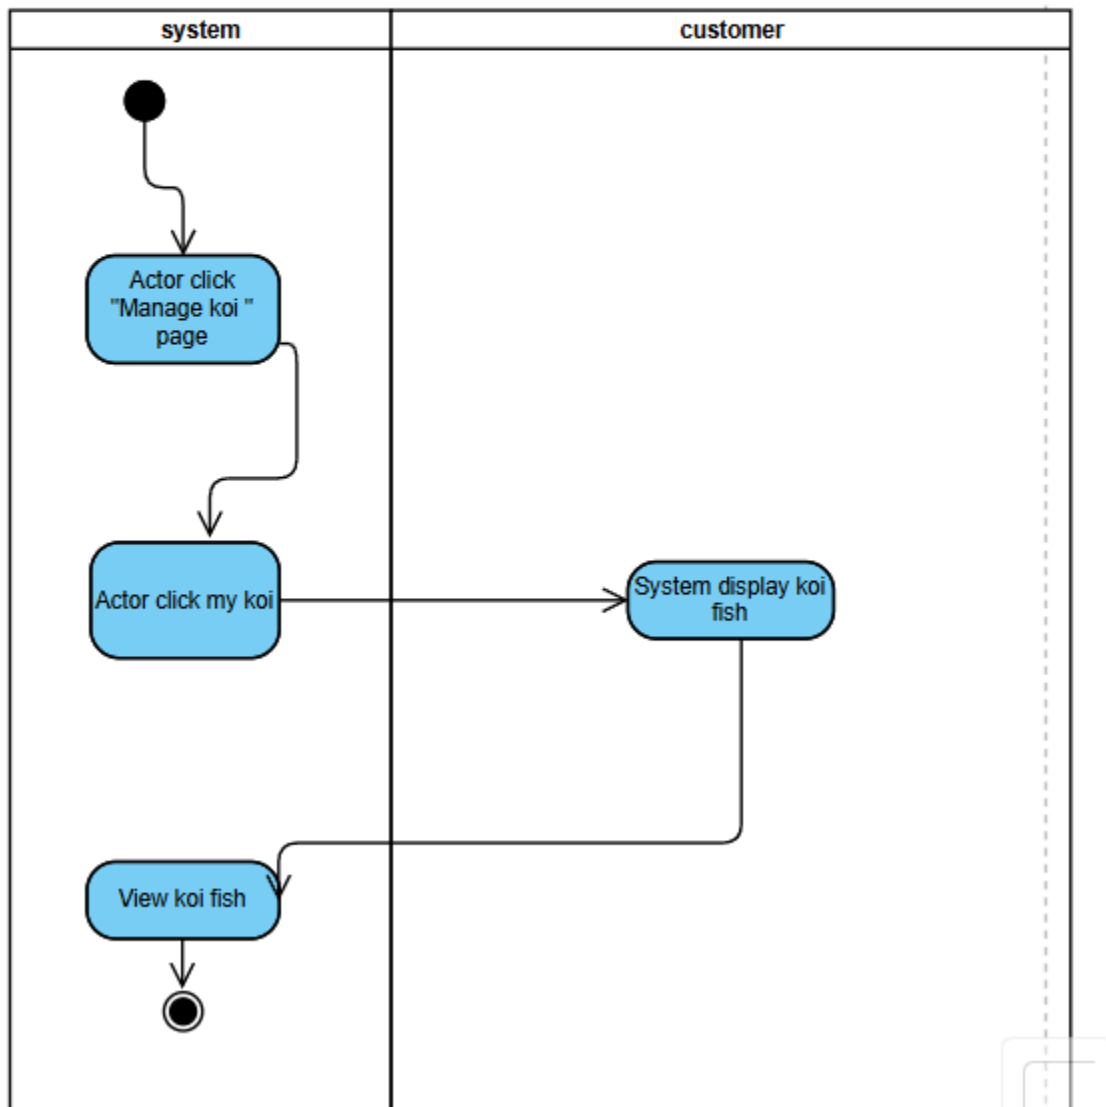 system
customer
Actor click
"Manage koi "
page
Actor click my koi
System display koi
fish
View koi fish